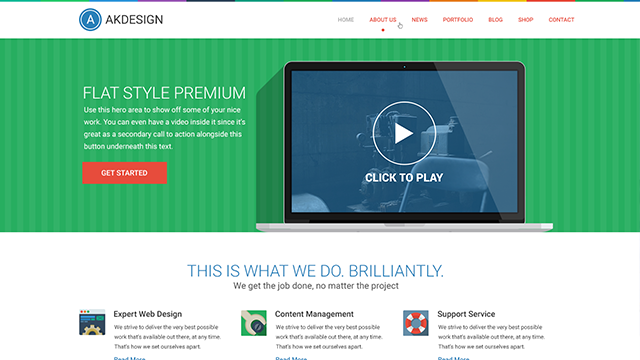 A AKDESIGN
HOME ABOUT US NEWS PORTFOLIO BLOG SHOP CONTACT
FLAT STYLE PREMIUM
Use this hero area to show off some of your nice
work. You can even have a video inside it since it's
great as a secondary call to action alongside this
button underneath this text.
GET STARTED
CLICK TO PLAY
THIS IS WHAT WE DO. BRILLIANTLY.
We get the job done, no matter the project
Expert Web Design
We strive to deliver the very best possible
work that's available out there, at any time.
That's how we set ourselves apart.
Read More
Content Management
We strive to deliver the very best possible
work that's available out there, at any time.
That's how we set ourselves apart.
Read More
Support Service
We strive to deliver the very best possible
work that's available out there, at any time.
That's how we set ourselves apart.
Read More